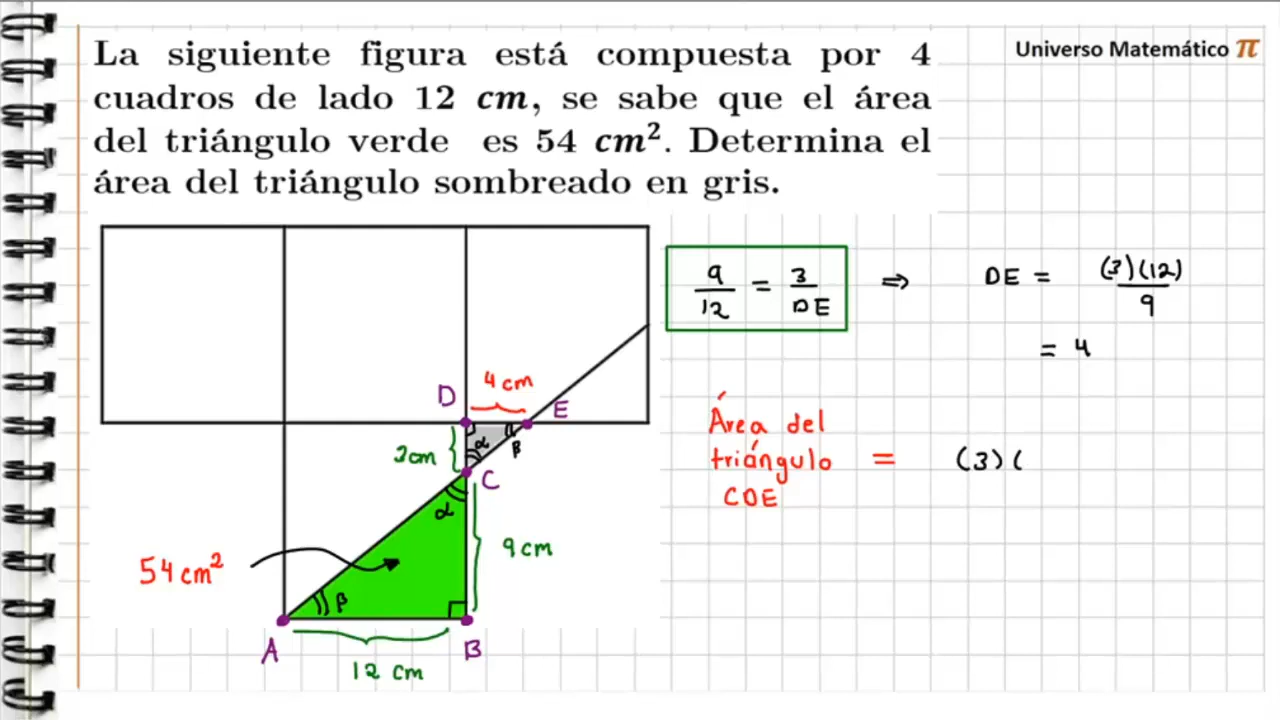 La siguiente figura está compuesta por 4
cuadros de lado 12 cm, se sabe que el área
del triángulo verde es 54 cm². Determina el
área del triángulo sombreado en gris.
Universo Matemático π
9/12 = 3/DE ⇒ DE = (3)(12)/9
= 4
Área del
triángulo = (3)(
CDE
4 cm
D
E
α
β
3cm
C
α
9 cm
54 cm²
β
A
B
12 cm